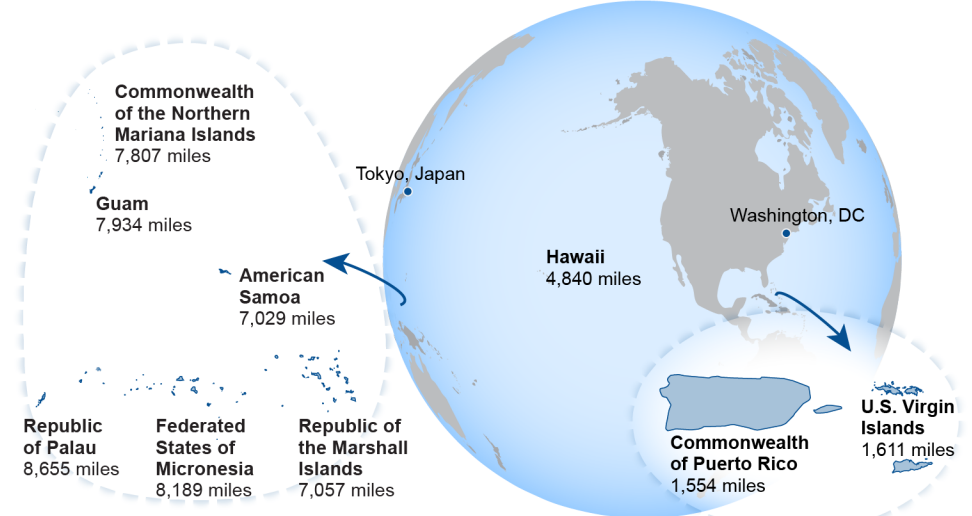 Commonwealth
of the Northern
Mariana Islands
7,807 miles
Guam
7,934 miles
American
Samoa
7,029 miles
Republic
of Palau
8,655 miles
Federated
States of
Micronesia
8,189 miles
Republic of
the Marshall
Islands
7,057 miles
Tokyo, Japan
Washington, DC
Hawaii
4,840 miles
Commonwealth
of Puerto Rico
1,554 miles
U.S. Virgin
Islands
1,611 miles